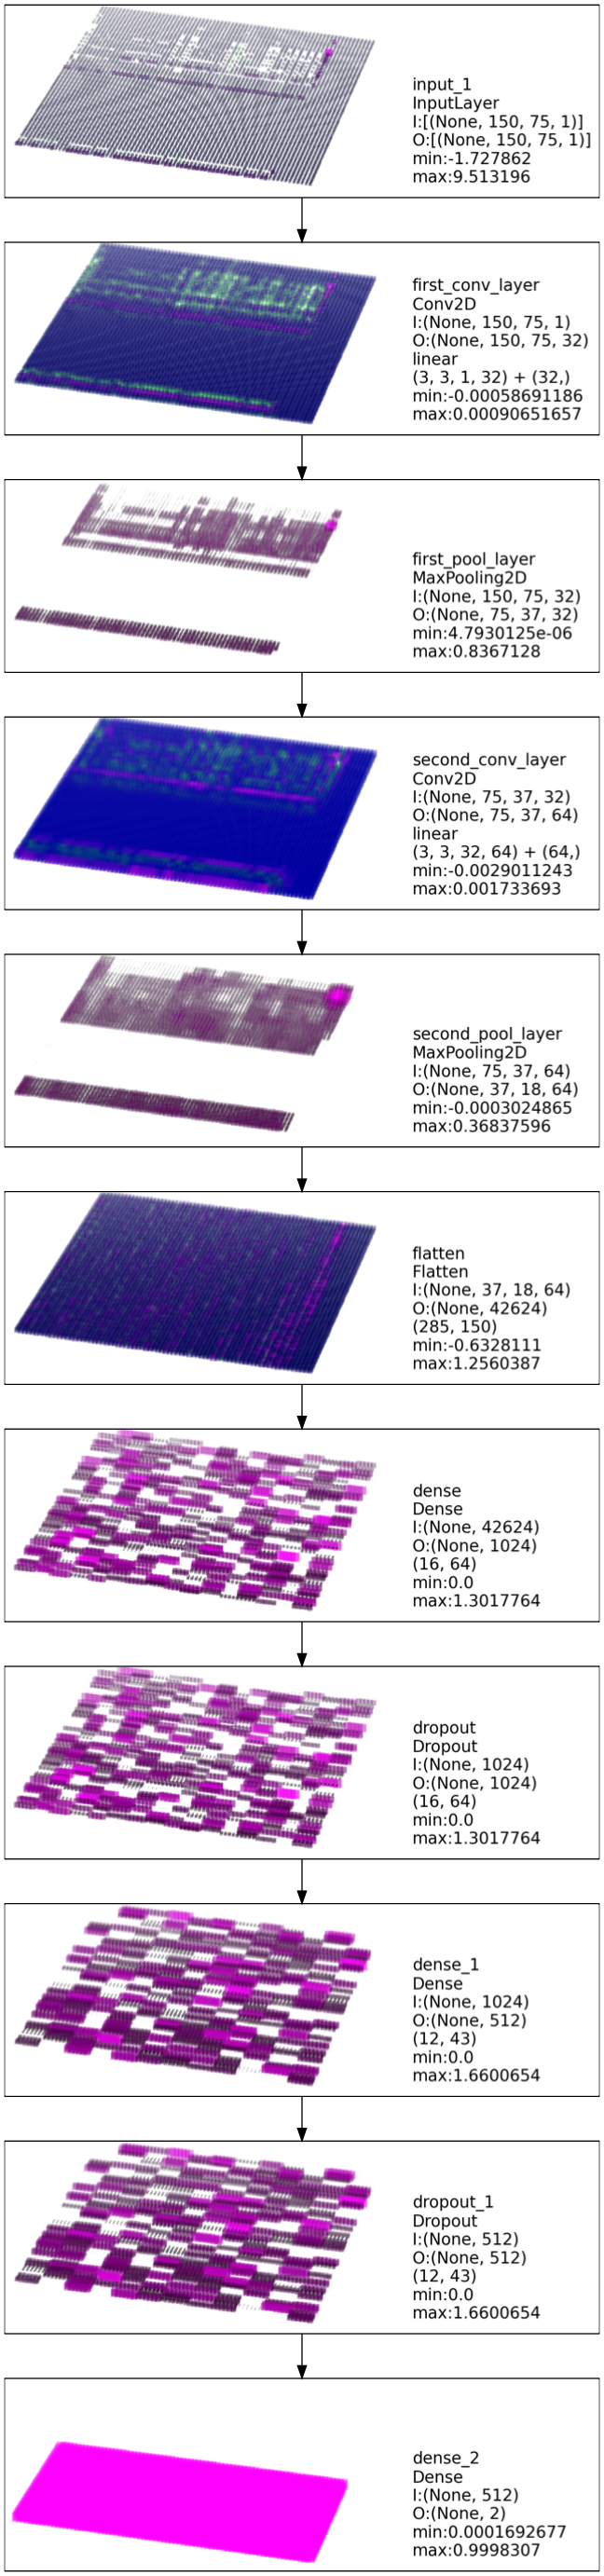 input_1
InputLayer
I:[(None, 150, 75, 1)]
O:[(None, 150, 75, 1)]
min:-1.727862
max:9.513196
first_conv_layer
Conv2D
I:(None, 150, 75, 1)
O:(None, 150, 75, 32)
linear
(3, 3, 1, 32) + (32,)
min:-0.00058691186
max:0.00090651657
first_pool_layer
MaxPooling2D
I:(None, 150, 75, 32)
O:(None, 75, 37, 32)
min:4.7930125e-06
max:0.8367128
second_conv_layer
Conv2D
I:(None, 75, 37, 32)
O:(None, 75, 37, 64)
linear
(3, 3, 32, 64) + (64,)
min:-0.0029011243
max:0.001733693
second_pool_layer
MaxPooling2D
I:(None, 75, 37, 64)
O:(None, 37, 18, 64)
min:-0.0003024865
max:0.36837596
flatten
Flatten
I:(None, 37, 18, 64)
O:(None, 42624)
(285, 150)
min:-0.6328111
max:1.2560387
dense
Dense
I:(None, 42624)
O:(None, 1024)
(16, 64)
min:0.0
max:1.3017764
dropout
Dropout
I:(None, 1024)
O:(None, 1024)
(16, 64)
min:0.0
max:1.3017764
dense_1
Dense
I:(None, 1024)
O:(None, 512)
(12, 43)
min:0.0
max:1.6600654
dropout_1
Dropout
I:(None, 512)
O:(None, 512)
(12, 43)
min:0.0
max:1.6600654
dense_2
Dense
I:(None, 512)
O:(None, 2)
min:0.0001692677
max:0.9998307